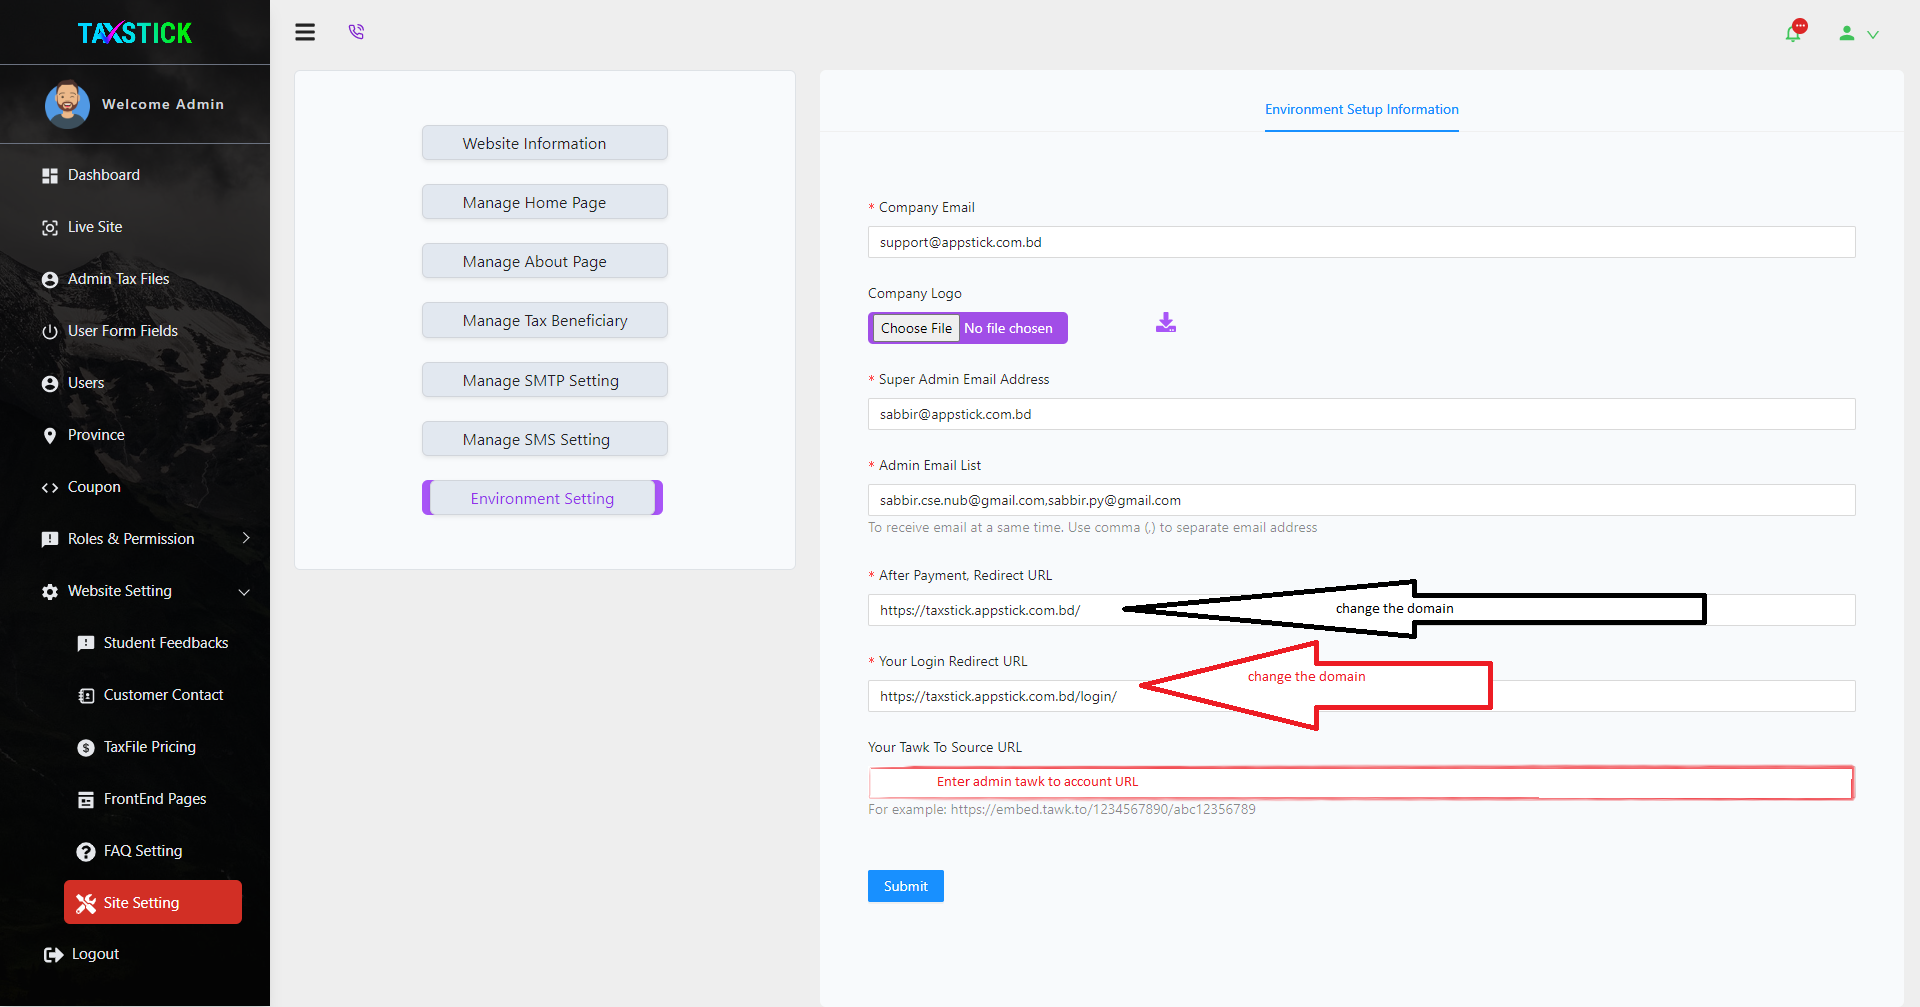 TAXSTICK
Welcome Admin
Dashboard
Live Site
Admin Tax Files
User Form Fields
Users
Province
Coupon
Roles & Permission
Website Setting
Student Feedbacks
Customer Contact
TaxFile Pricing
FrontEnd Pages
FAQ Setting
Site Setting
Logout
Website Information
Manage Home Page
Manage About Page
Manage Tax Beneficiary
Manage SMTP Setting
Manage SMS Setting
Environment Setting
Environment Setup Information
* Company Email
support@appstick.com.bd
Company Logo
Choose File No file chosen
* Super Admin Email Address
sabbir@appstick.com.bd
* Admin Email List
sabbir.cse.nub@gmail.com,sabbir.py@gmail.com
To receive email at a same time. Use comma (,) to separate email address
* After Payment, Redirect URL
https://taxstick.appstick.com.bd/
change the domain
* Your Login Redirect URL
change the domain
https://taxstick.appstick.com.bd/login/
Your Tawk To Source URL
Enter admin tawk to account URL
For example: https://embed.tawk.to/1234567890/abc12356789
Submit